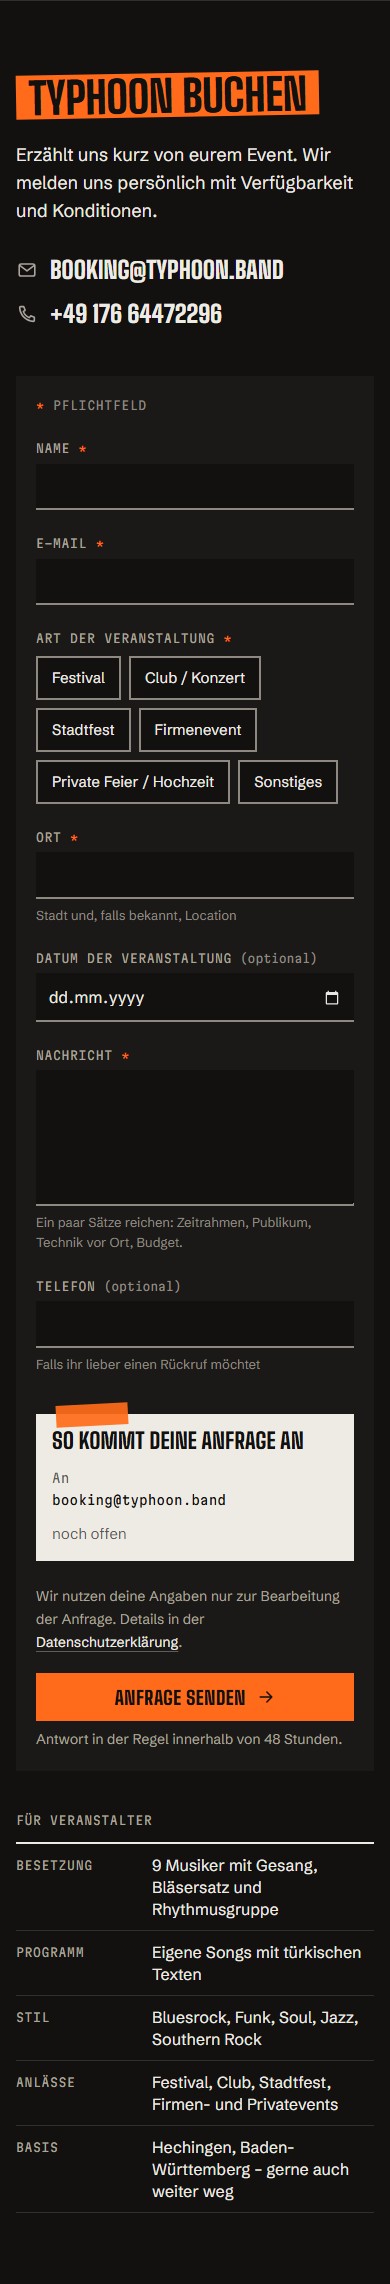 TYPHOON BUCHEN
Erzählt uns kurz von eurem Event. Wir
melden uns persönlich mit Verfügbarkeit
und Konditionen.
BOOKING@TYPHOON.BAND
+49 176 64472296
* PFLICHTFELD
NAME *
E-MAIL *
ART DER VERANSTALTUNG *
Festival
Club / Konzert
Stadtfest
Firmenevent
Private Feier / Hochzeit
Sonstiges
ORT *
Stadt und, falls bekannt, Location
DATUM DER VERANSTALTUNG (optional)
dd.mm.yyyy
NACHRICHT *
Ein paar Sätze reichen: Zeitrahmen, Publikum,
Technik vor Ort, Budget.
TELEFON (optional)
Falls ihr lieber einen Rückruf möchtet
SO KOMMT DEINE ANFRAGE AN
An
booking@typhoon.band
noch offen
Wir nutzen deine Angaben nur zur Bearbeitung
der Anfrage. Details in der
Datenschutzerklärung.
ANFRAGE SENDEN →
Antwort in der Regel innerhalb von 48 Stunden.
FÜR VERANSTALTER
BESETZUNG
9 Musiker mit Gesang,
Bläsersatz und
Rhythmusgruppe
PROGRAMM
Eigene Songs mit türkischen
Texten
STIL
Bluesrock, Funk, Soul, Jazz,
Southern Rock
ANLÄSSE
Festival, Club, Stadtfest,
Firmen- und Privatevents
BASIS
Hechingen, Baden-
Württemberg – gerne auch
weiter weg